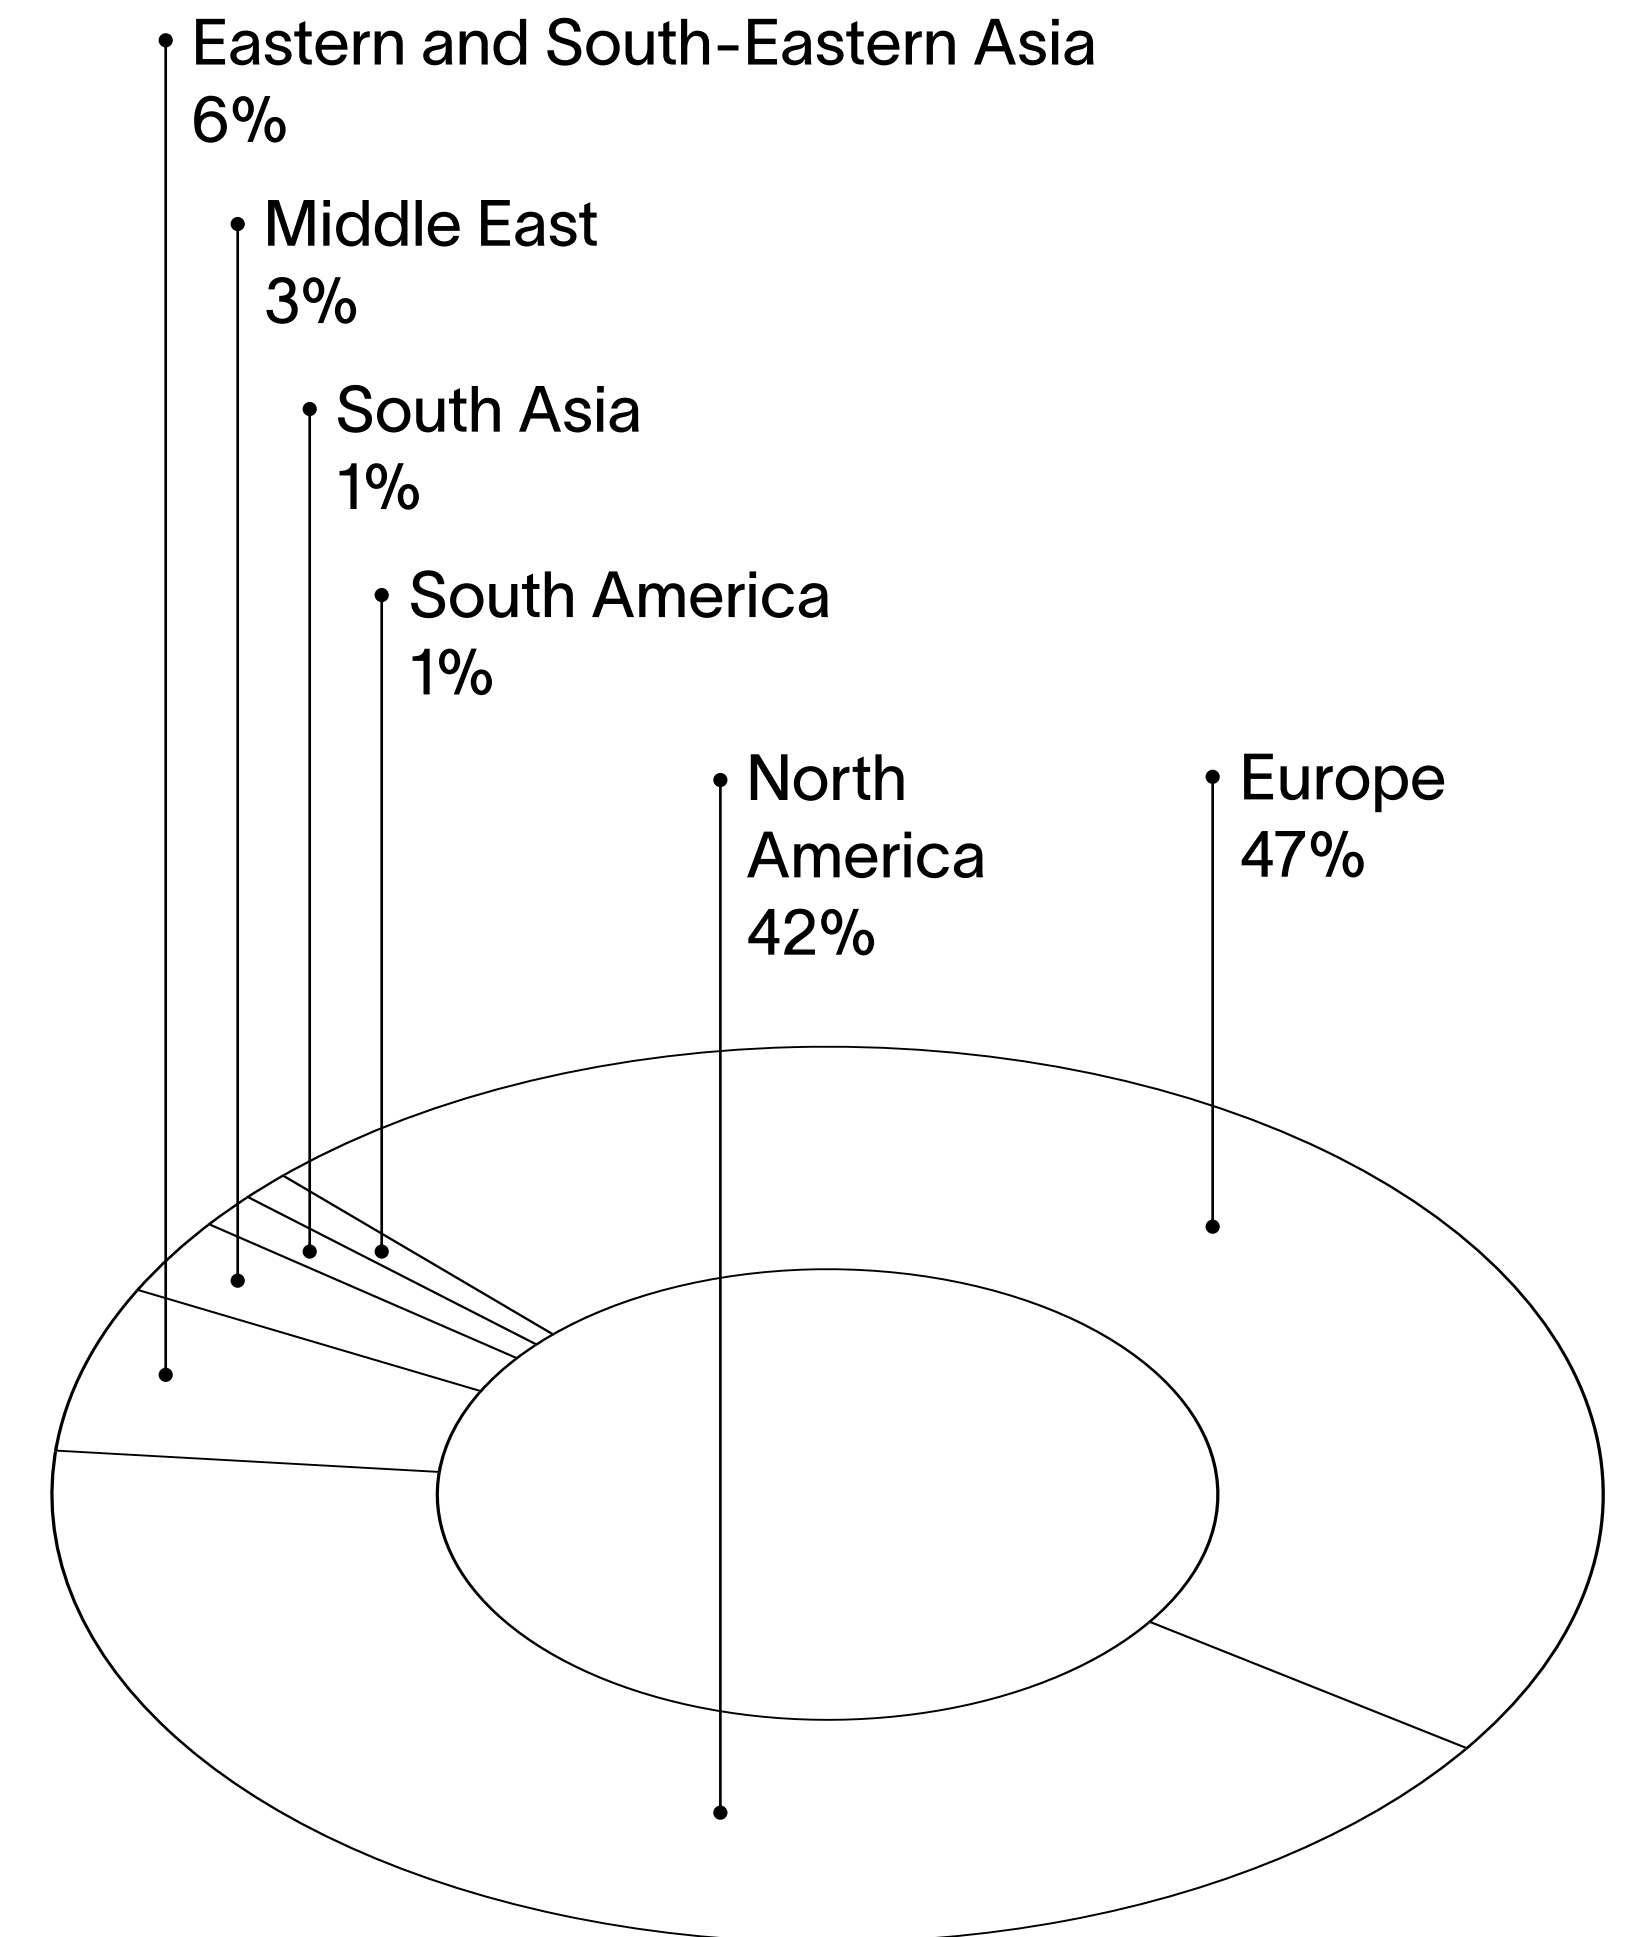 Eastern and South-Eastern Asia
6%
Middle East
3%
South Asia
1%
South America
1%
North
America
42%
Europe
47%